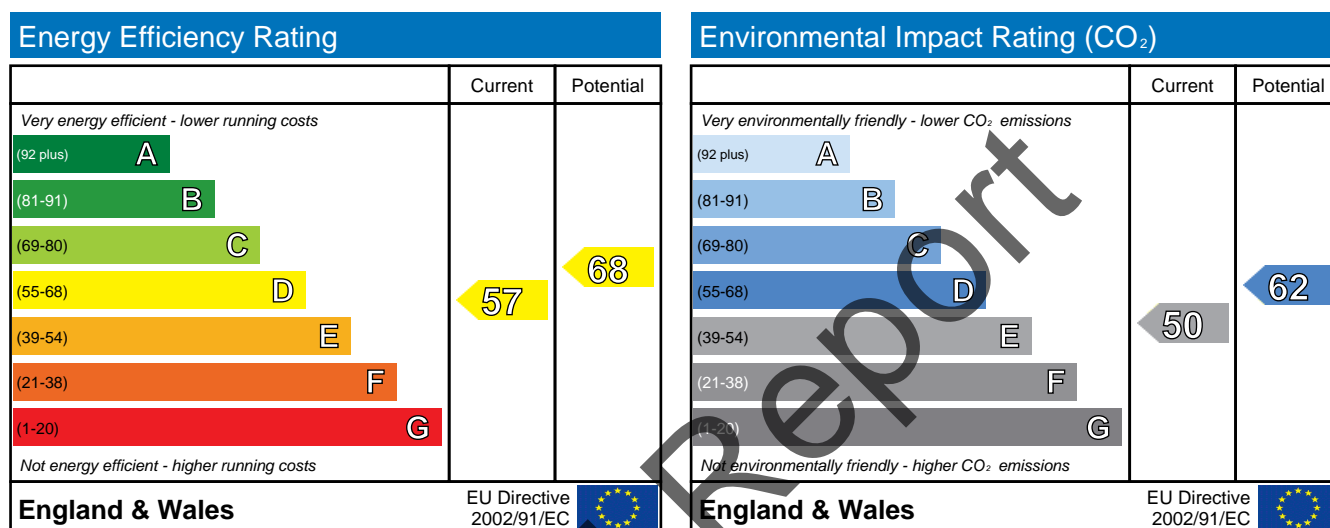 Energy Efficiency Rating
Current Potential
Very energy efficient - lower running costs
(92 plus) A
(81-91) B
(69-80) C
(55-68) D
(39-54) E
(21-38) F
(1-20) G
57
68
Not energy efficient - higher running costs
England & Wales
EU Directive
2002/91/EC
Environmental Impact Rating (CO₂)
Current Potential
Very environmentally friendly - lower CO₂ emissions
(92 plus) A
(81-91) B
(69-80) C
(55-68) D
(39-54) E
(21-38) F
(1-20) G
50
62
Not environmentally friendly - higher CO₂ emissions
England & Wales
EU Directive
2002/91/EC
Report